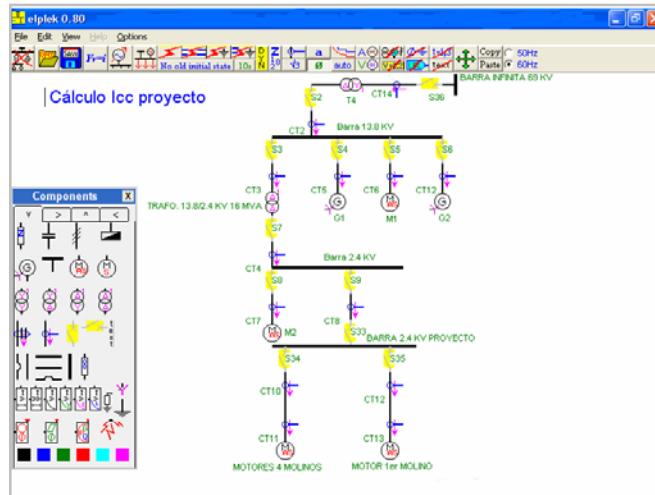 elplek 0.80
File Edit View Help Options
No old initial state 10s DYN a auto Copy 50Hz
Ø A V text Paste 60Hz
Cálculo Icc proyecto
BARRA INFINITA 69 KV
S2 T4 CT14 S36
CT2 Barra 13.8 KV
S3 S4 S5 S6
CT3 CT5 CT6 CT12
TRAFO: 13.8/2.4 KV 16 MVA G G1 M1 G G2
S7
CT4 Barra 2.4 KV
S8 S9
CT7 M2 CT8
S33
BARRA 2.4 KV PROYECTO
S34 S35
CT10 CT12
CT11 CT13
MOTORES 4 MOLINOS MOTOR 1er MOLINO
Components X
V > ^ <
G